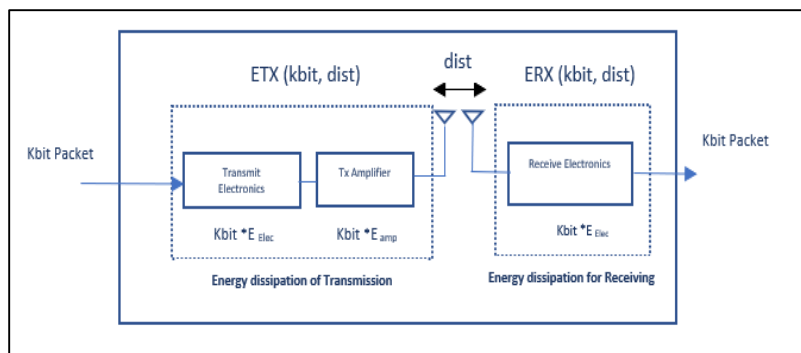 dist
ETX (kbit, dist)
ERX (kbit, dist)
Kbit Packet
Kbit Packet
Transmit
Electronics
Tx Amplifier
Receive Electronics
Kbit *E Elec
Kbit *E amp
Kbit *E Elec
Energy dissipation of Transmission
Energy dissipation for Receiving